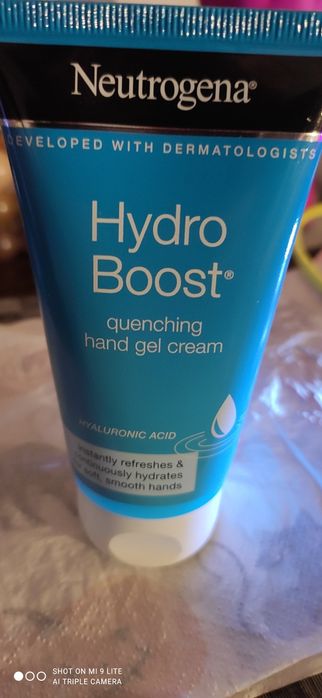 Neutrogena®
DEVELOPED WITH DERMATOLOGISTS
Hydro
Boost®
quenching
hand gel cream
HYALURONIC ACID
instantly refreshes &
continuously hydrates
for soft, smooth hands
SHOT ON MI 9 LITE
AI TRIPLE CAMERA